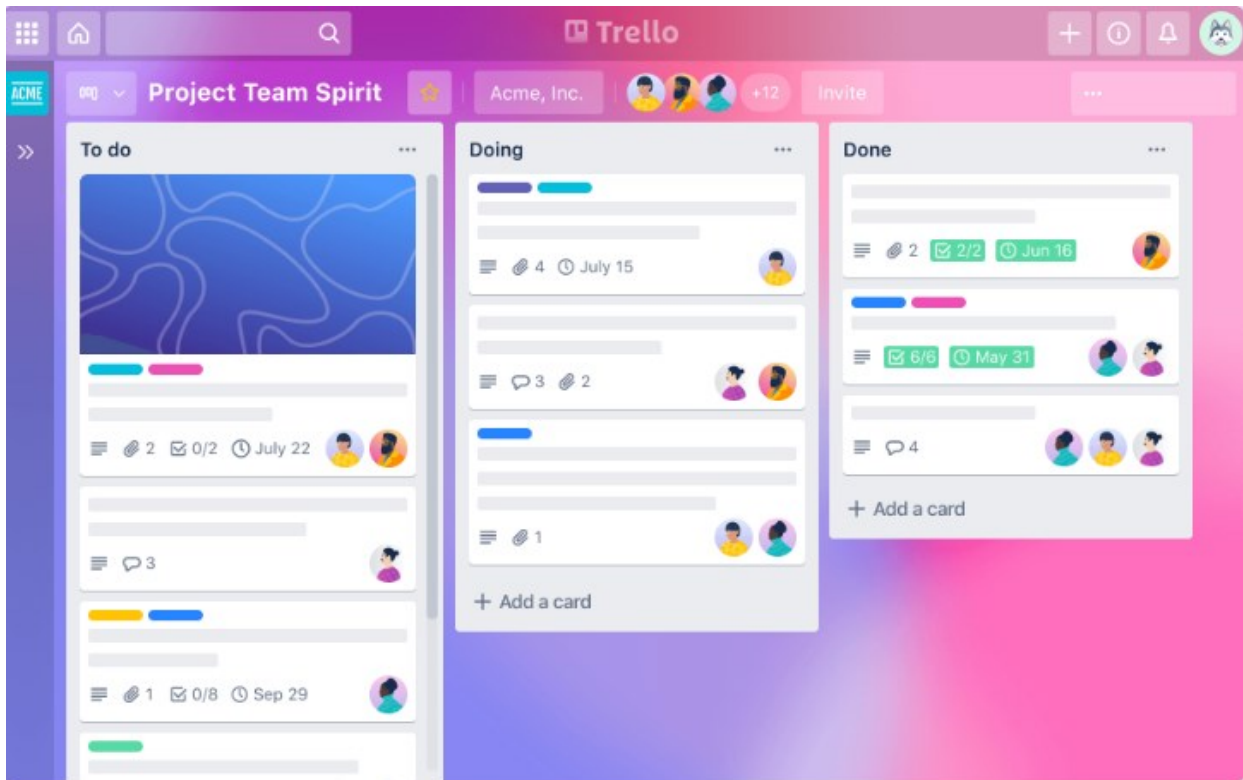 Trello
ACME
Project Team Spirit
Acme, Inc.
+12
Invite
To do
2 0/2 July 22
3
1 0/8 Sep 29
Doing
4 July 15
3 2
1
+ Add a card
Done
2 2/2 Jun 16
6/6 May 31
4
+ Add a card